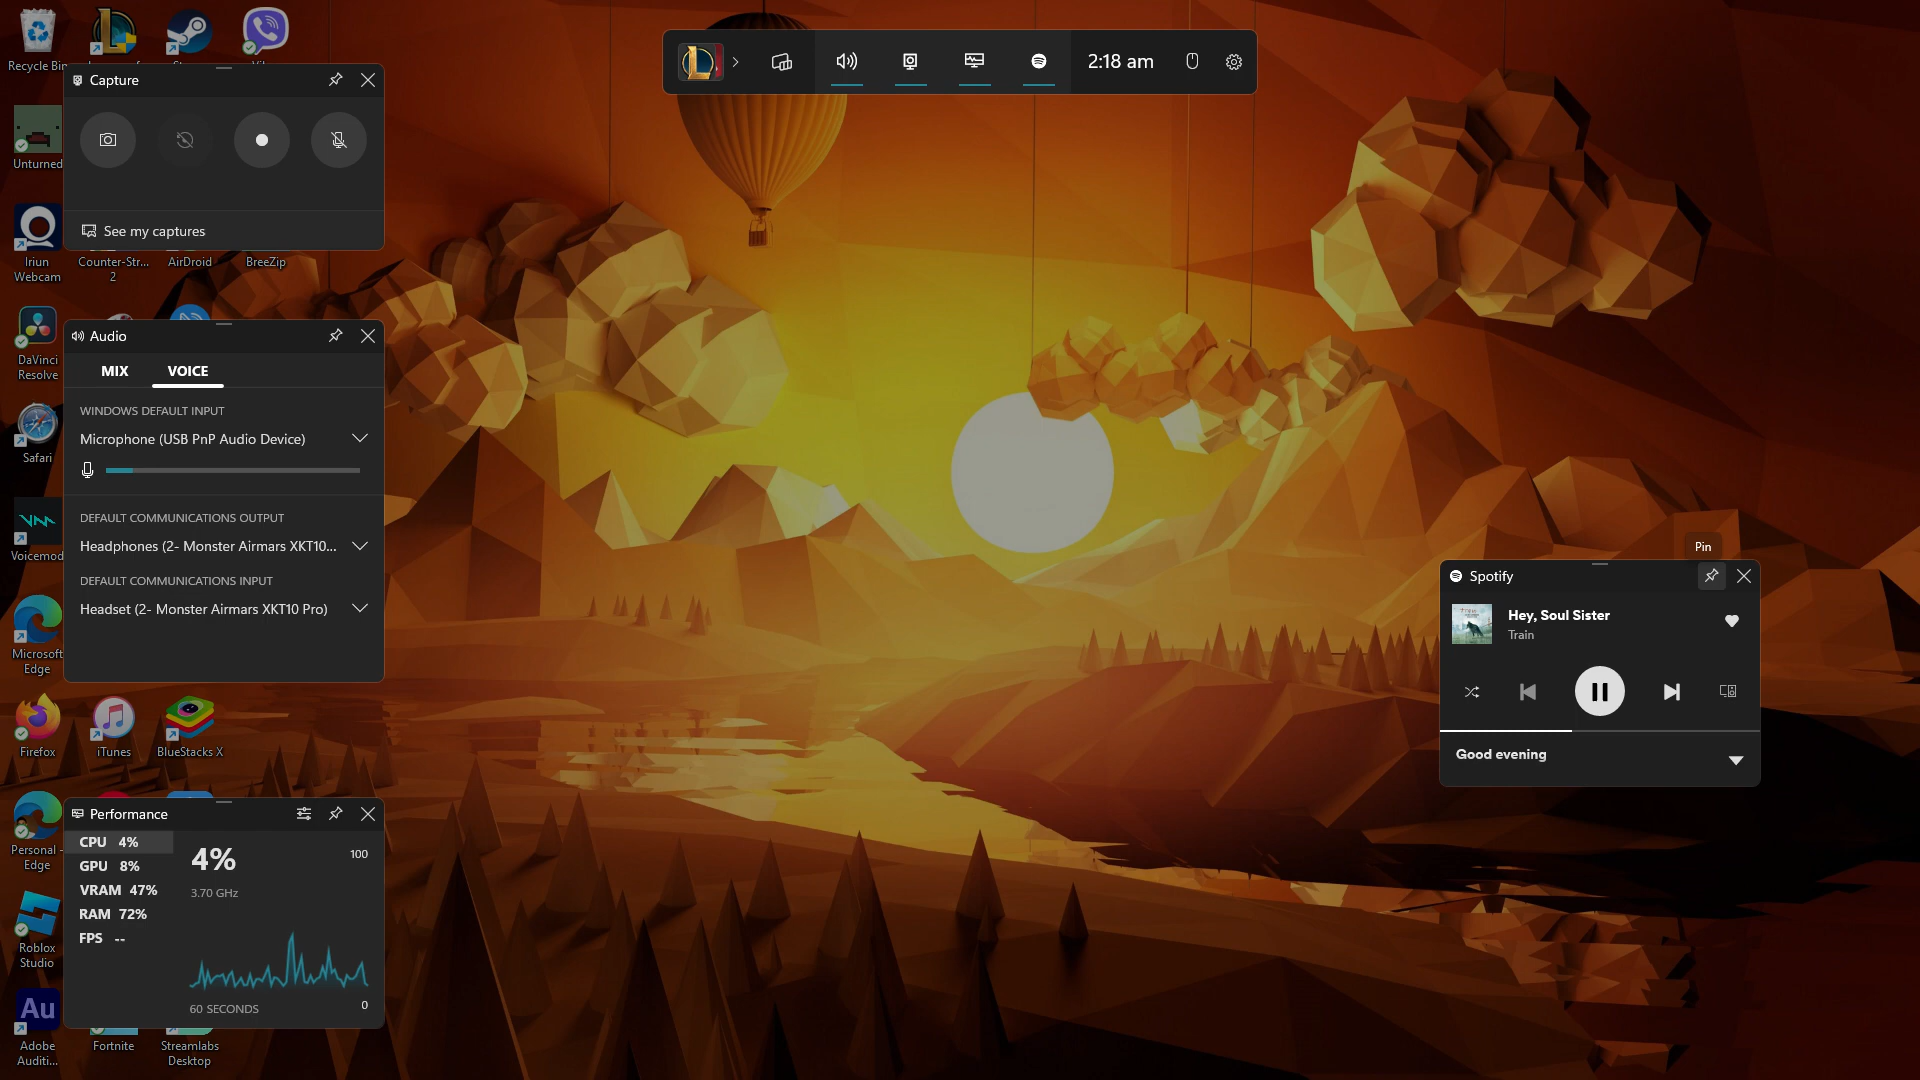 2:18 am
Recycle Bin
Capture
See my captures
Unturned
Iriun
Webcam
Counter-Str...
2
AirDroid
BreeZip
DaVinci
Resolve
Audio
MIX
VOICE
WINDOWS DEFAULT INPUT
Microphone (USB PnP Audio Device)
DEFAULT COMMUNICATIONS OUTPUT
Headphones (2- Monster Airmars XKT10...
DEFAULT COMMUNICATIONS INPUT
Headset (2- Monster Airmars XKT10 Pro)
Safari
Voicemod
Microsoft
Edge
Firefox
iTunes
BlueStacks X
Performance
CPU 4%
GPU 8%
VRAM 47%
RAM 72%
FPS --
4%
100
3.70 GHz
60 SECONDS
0
Personal -
Edge
Roblox
Studio
Au
Adobe
Auditi...
Fortnite
Streamlabs
Desktop
Pin
Spotify
Hey, Soul Sister
Train
Good evening